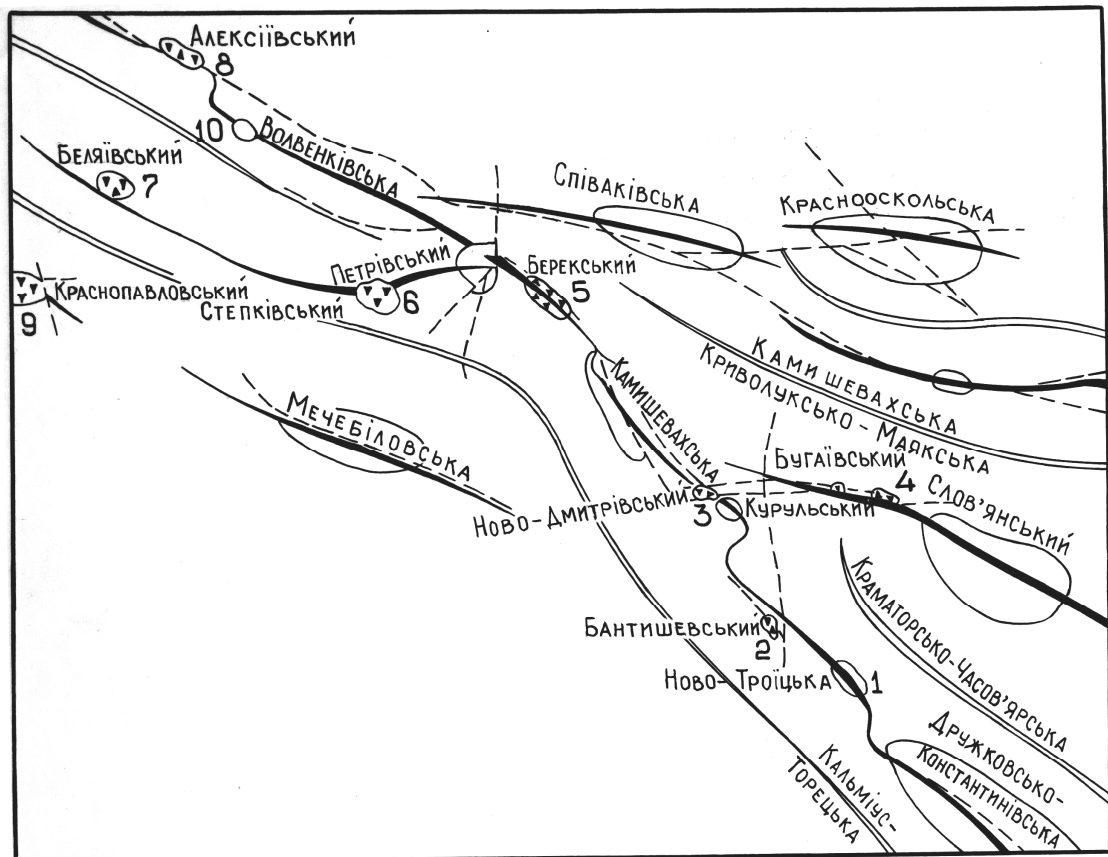 Алексіївський
8
10
Волвенківська
Беляївський
7
Співаківська
Краснооскольська
Петрівський
6
Берекський
5
Краснопавловський
9
Степківський
Камишевахська
Криволуксько-Маякська
Мечебіловська
Камишевахська
Бугаївський
4
Слов'янський
Ново-Дмитрівський
3
Курульський
Бантишевський
2
Краматорсько-Часов'ярська
Ново-Троїцька
1
Дружковсько-
Константинівська
Кальміус-
Торецька